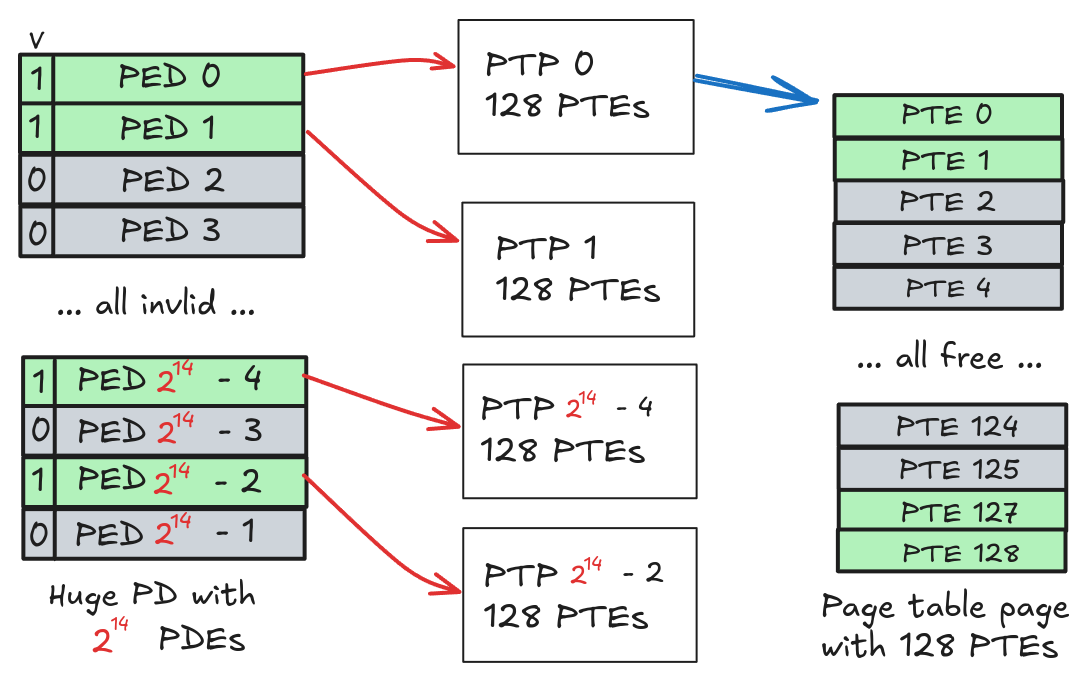 V
1 PED 0
1 PED 1
0 PED 2
0 PED 3
... all invlid ...
1 PED 2^14 - 4
0 PED 2^14 - 3
1 PED 2^14 - 2
0 PED 2^14 - 1
Huge PD with
2^14 PDEs
PTP 0
128 PTEs
PTP 1
128 PTEs
PTP 2^14 - 4
128 PTEs
PTP 2^14 - 2
128 PTEs
PTE 0
PTE 1
PTE 2
PTE 3
PTE 4
... all free ...
PTE 124
PTE 125
PTE 127
PTE 128
Page table page
with 128 PTEs